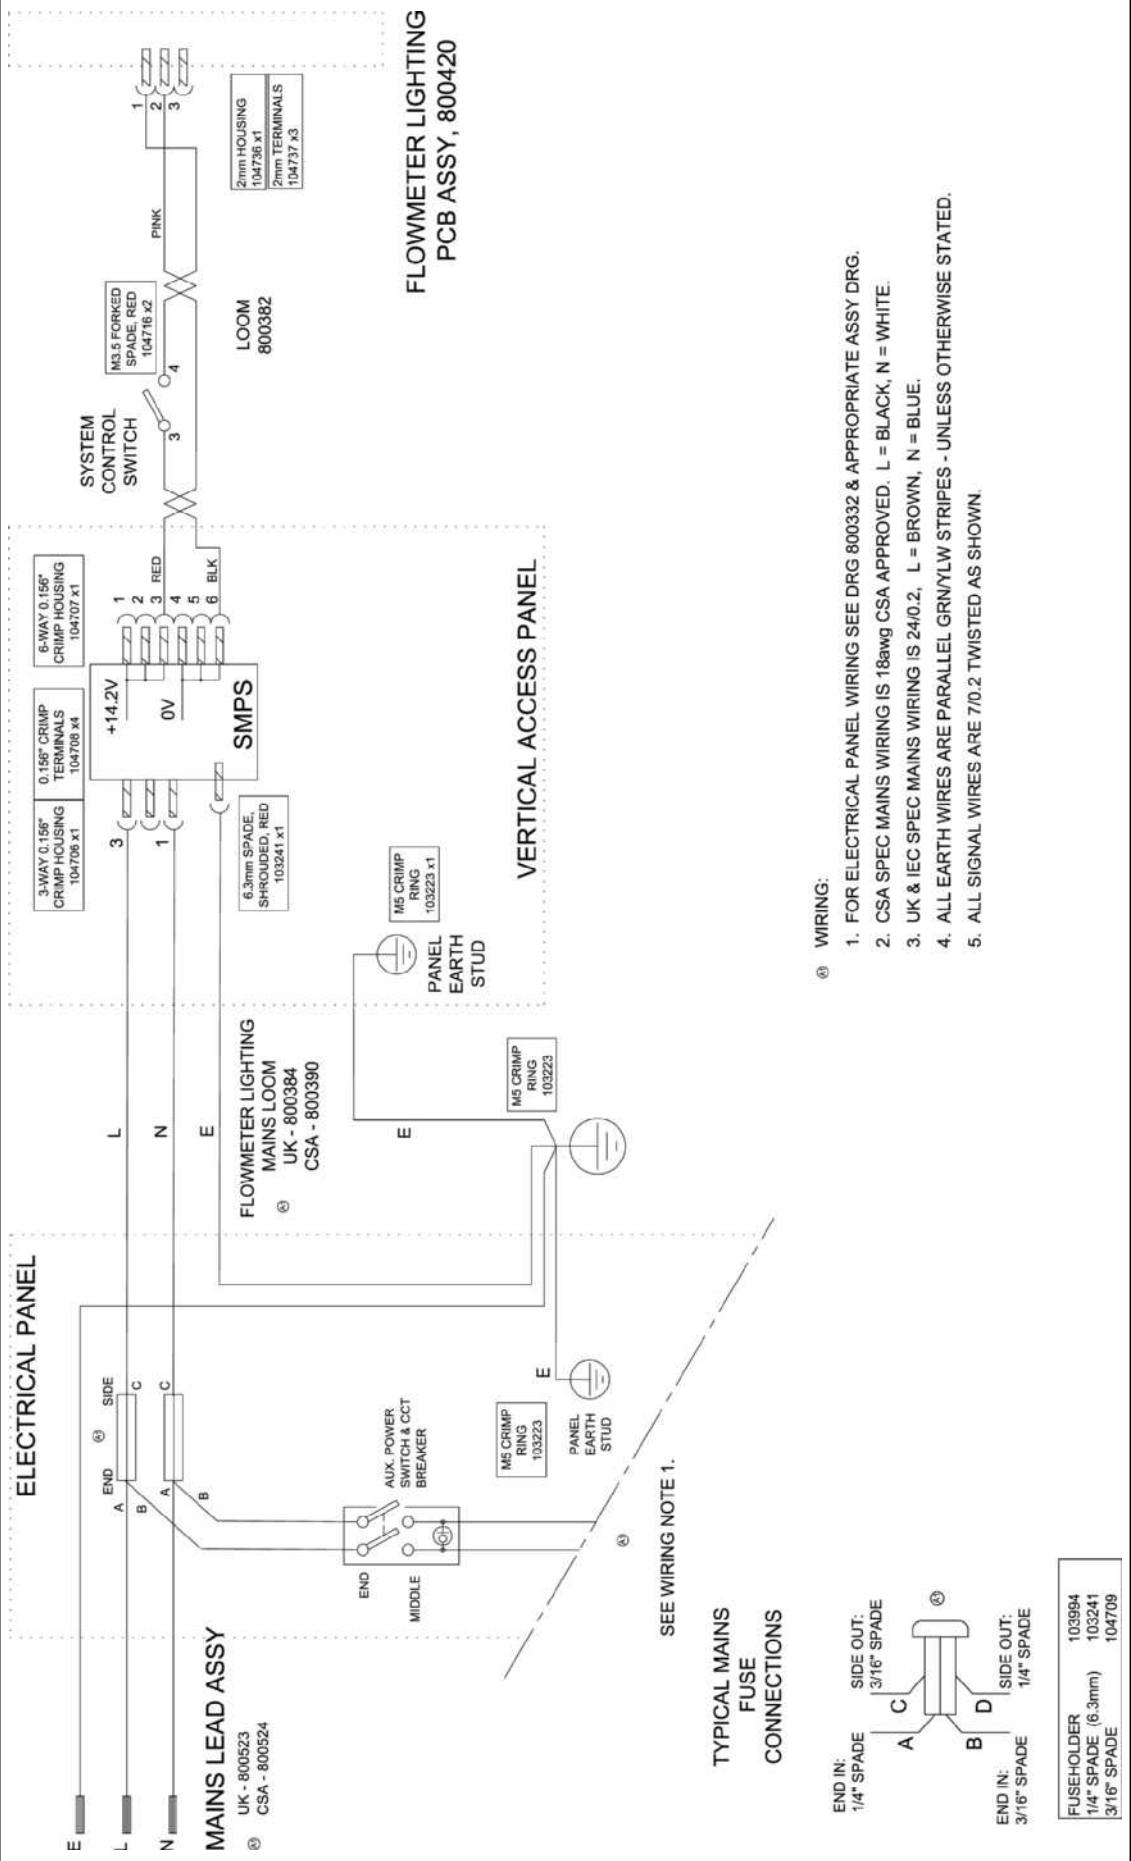 ELECTRICAL PANEL
E
L
N
MAINS LEAD ASSY
A1 UK - 800523
CSA - 800524
END
A1
SIDE
A
B
C
A
B
C
END
MIDDLE
AUX. POWER
SWITCH & CCT
BREAKER
M5 CRIMP
RING
103223
E
PANEL
EARTH
STUD
A1
SEE WIRING NOTE 1.
L
N
E
FLOWMETER LIGHTING
MAINS LOOM
UK - 800384
CSA - 800390
A1
E
M5 CRIMP
RING
103223
3-WAY 0.156"
CRIMP HOUSING
104706 x1
0.156" CRIMP
TERMINALS
104708 x4
6-WAY 0.156"
CRIMP HOUSING
104707 x1
3
1
+14.2V
0V
SMPS
1
2
3
4
5
6
RED
BLK
6.3mm SPADE,
SHROUDED, RED
103241 x1
M5 CRIMP
RING
103223 x1
PANEL
EARTH
STUD
VERTICAL ACCESS PANEL
SYSTEM
CONTROL
SWITCH
3
4
M3.5 FORKED
SPADE, RED
104716 x2
PINK
LOOM
800382
1
2
3
2mm HOUSING
104736 x1
2mm TERMINALS
104737 x3
FLOWMETER LIGHTING
PCB ASSY, 800420
TYPICAL MAINS
FUSE
CONNECTIONS
END IN:
1/4" SPADE
SIDE OUT:
3/16" SPADE
A
C
B
D
A1
END IN:
3/16" SPADE
SIDE OUT:
1/4" SPADE
FUSEHOLDER 103994
1/4" SPADE (6.3mm) 103241
3/16" SPADE 104709
A1 WIRING:
1. FOR ELECTRICAL PANEL WIRING SEE DRG 800332 & APPROPRIATE ASSY DRG.
2. CSA SPEC MAINS WIRING IS 18awg CSA APPROVED. L = BLACK, N = WHITE.
3. UK & IEC SPEC MAINS WIRING IS 24/0.2, L = BROWN, N = BLUE.
4. ALL EARTH WIRES ARE PARALLEL GRN/YLW STRIPES - UNLESS OTHERWISE STATED.
5. ALL SIGNAL WIRES ARE 7/0.2 TWISTED AS SHOWN.